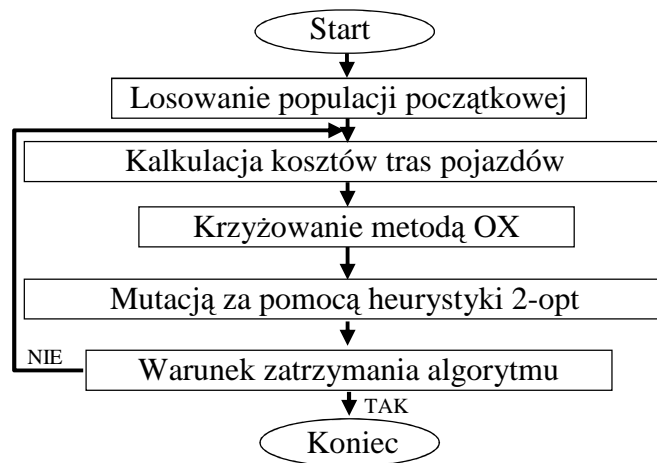 Start
Losowanie populacji początkowej
Kalkulacja kosztów tras pojazdów
Krzyżowanie metodą OX
Mutacją za pomocą heurystyki 2-opt
NIE
Warunek zatrzymania algorytmu
TAK
Koniec